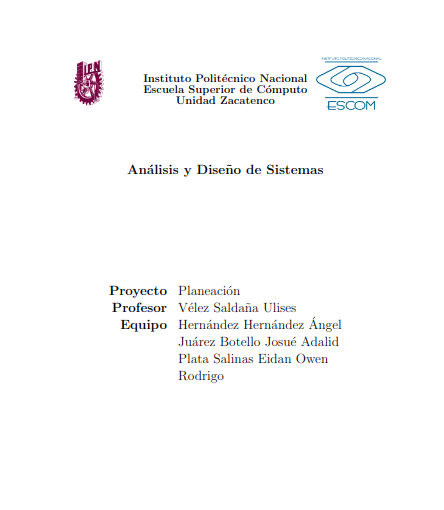 IPN
INSTITUTO POLITECNICO NACIONAL
Instituto Politécnico Nacional
Escuela Superior de Cómputo
Unidad Zacatenco
ESCOM
Análisis y Diseño de Sistemas
Proyecto Planeación
Profesor Vélez Saldaña Ulises
Equipo Hernández Hernández Ángel
Juárez Botello Josué Adalid
Plata Salinas Eidan Owen
Rodrigo